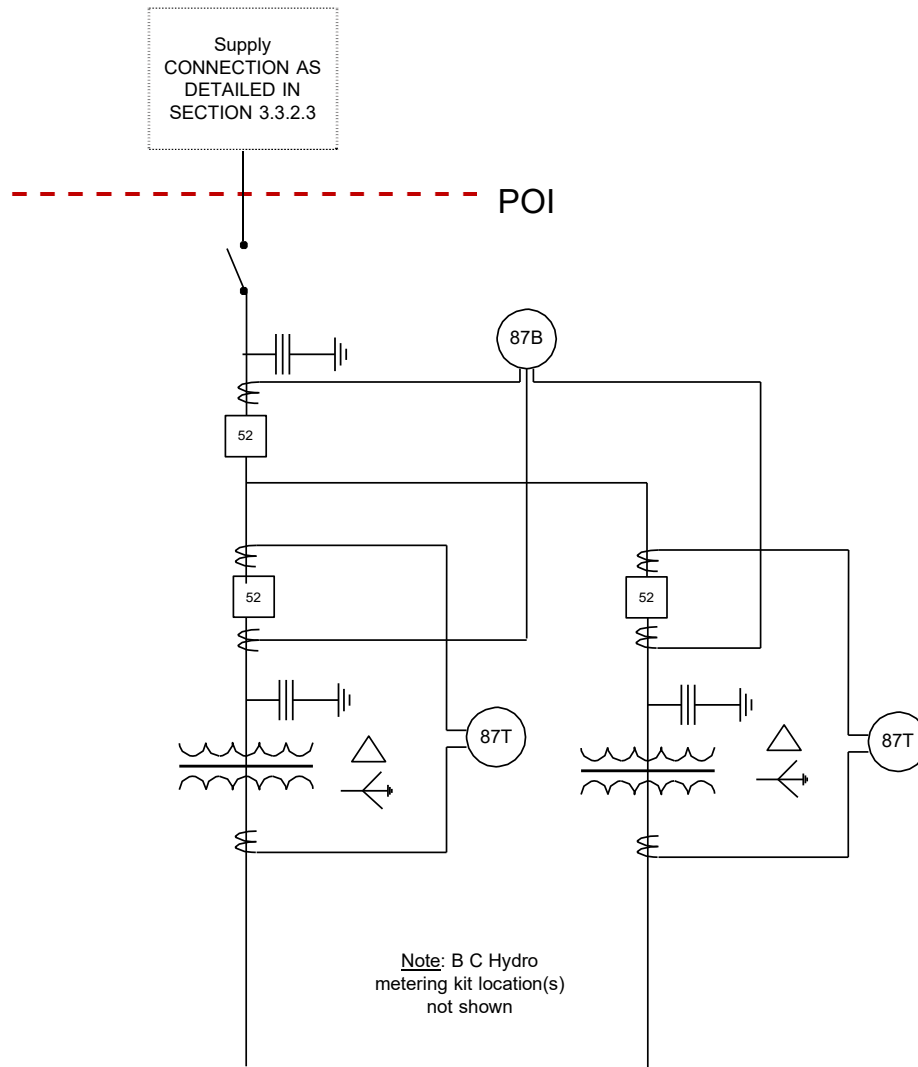 Supply
CONNECTION AS
DETAILED IN
SECTION 3.3.2.3
POI
87B
52
52
52
87T
87T
Note: B C Hydro
metering kit location(s)
not shown